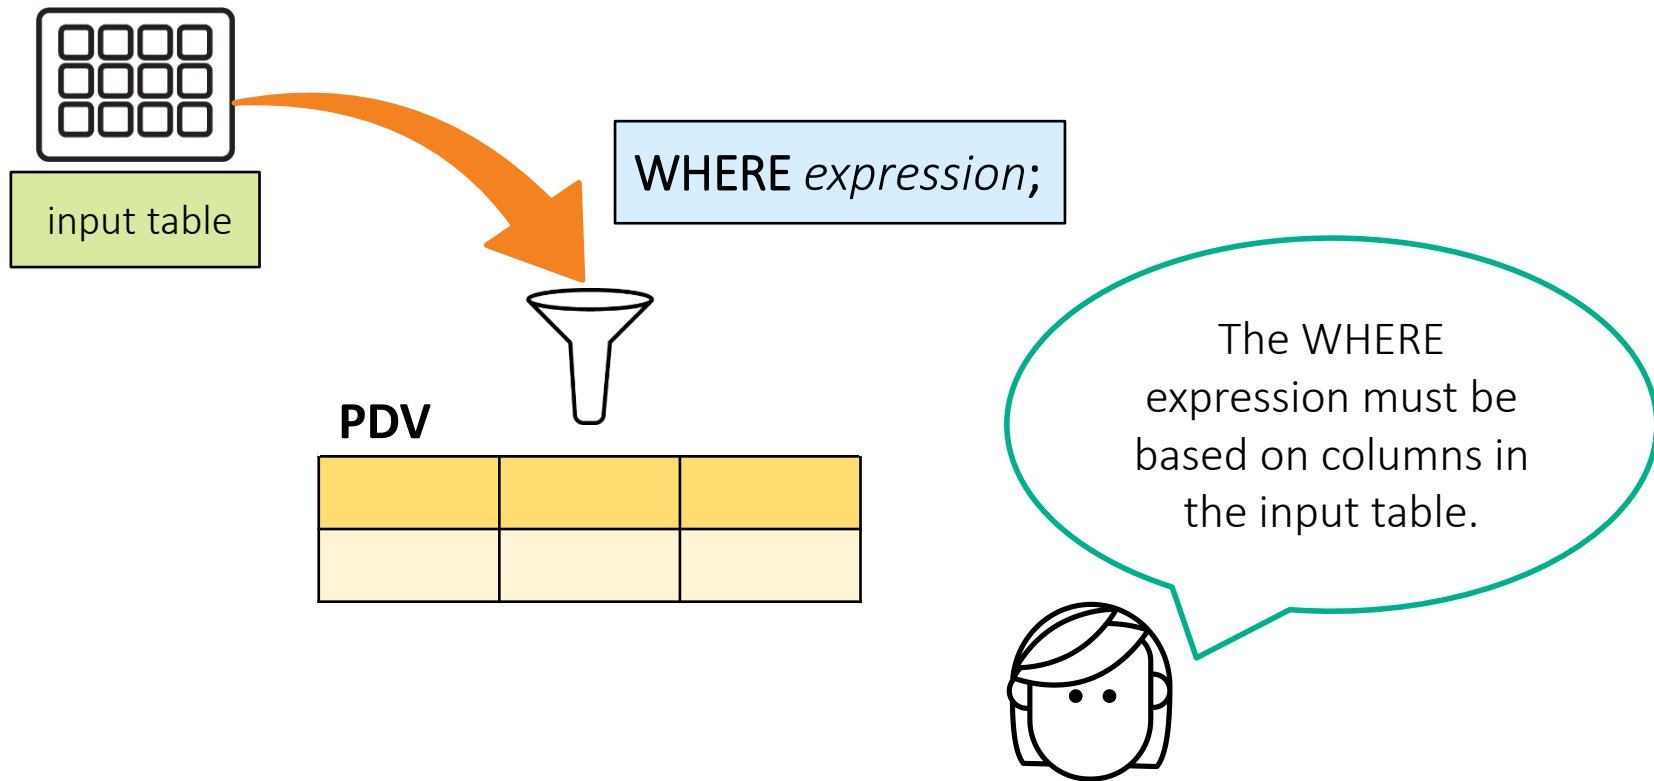 input table
WHERE expression;
PDV
The WHERE
expression must be
based on columns in
the input table.